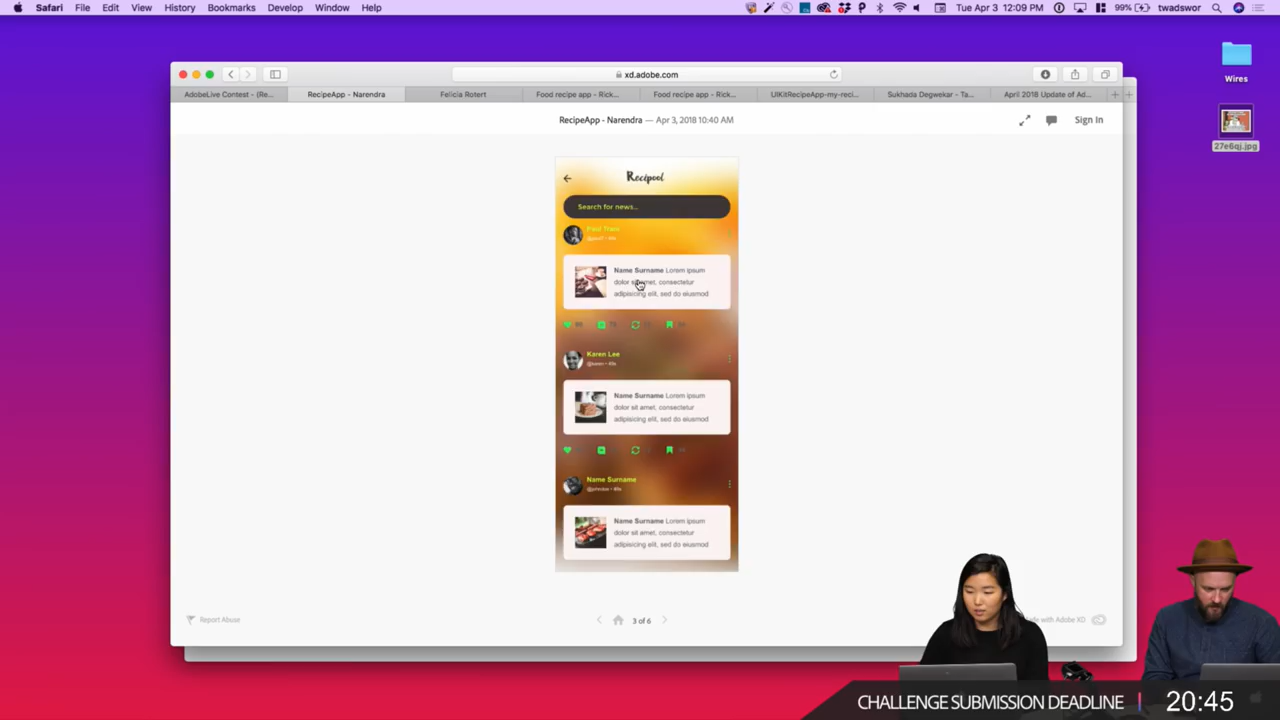 Safari File Edit View History Bookmarks Develop Window Help
99% Tue Apr 3 12:09 PM twadswor
Wires
27e6qj.jpg
xd.adobe.com
AdobeLive Contest - (Re...
RecipeApp - Narendra
Felicia Rotert
Food recipe app - Rick...
Food recipe app - Rick...
UIKitRecipeApp-my-reci...
Sukhada Degwekar - Ta...
April 2018 Update of Ad...
RecipeApp - Narendra — Apr 3, 2018 10:40 AM
Sign In
Recipool
Search for news...
Name Surname Lorem ipsum
dolor sit amet, consectetur
adipisicing elit, sed do eiusmod
Karen Lee
Name Surname Lorem ipsum
dolor sit amet, consectetur
adipisicing elit, sed do eiusmod
Name Surname
Name Surname Lorem ipsum
dolor sit amet, consectetur
adipisicing elit, sed do eiusmod
Report Abuse
3 of 6
with Adobe XD
CHALLENGE SUBMISSION DEADLINE | 20:45